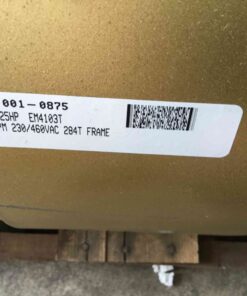 001-0875
25HP EM4103T
PM 230/460VAC 284T FRAME